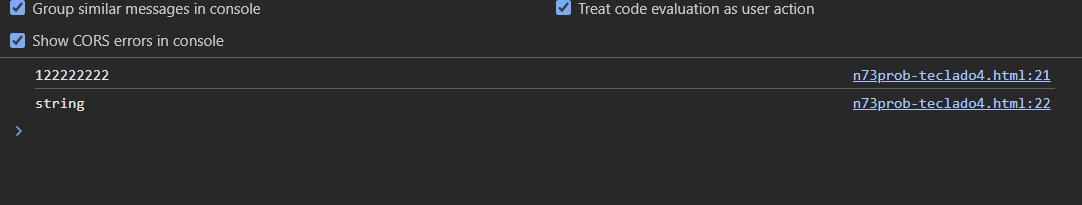 Group similar messages in console
Treat code evaluation as user action
Show CORS errors in console
122222222 n73prob-teclado4.html:21
string n73prob-teclado4.html:22